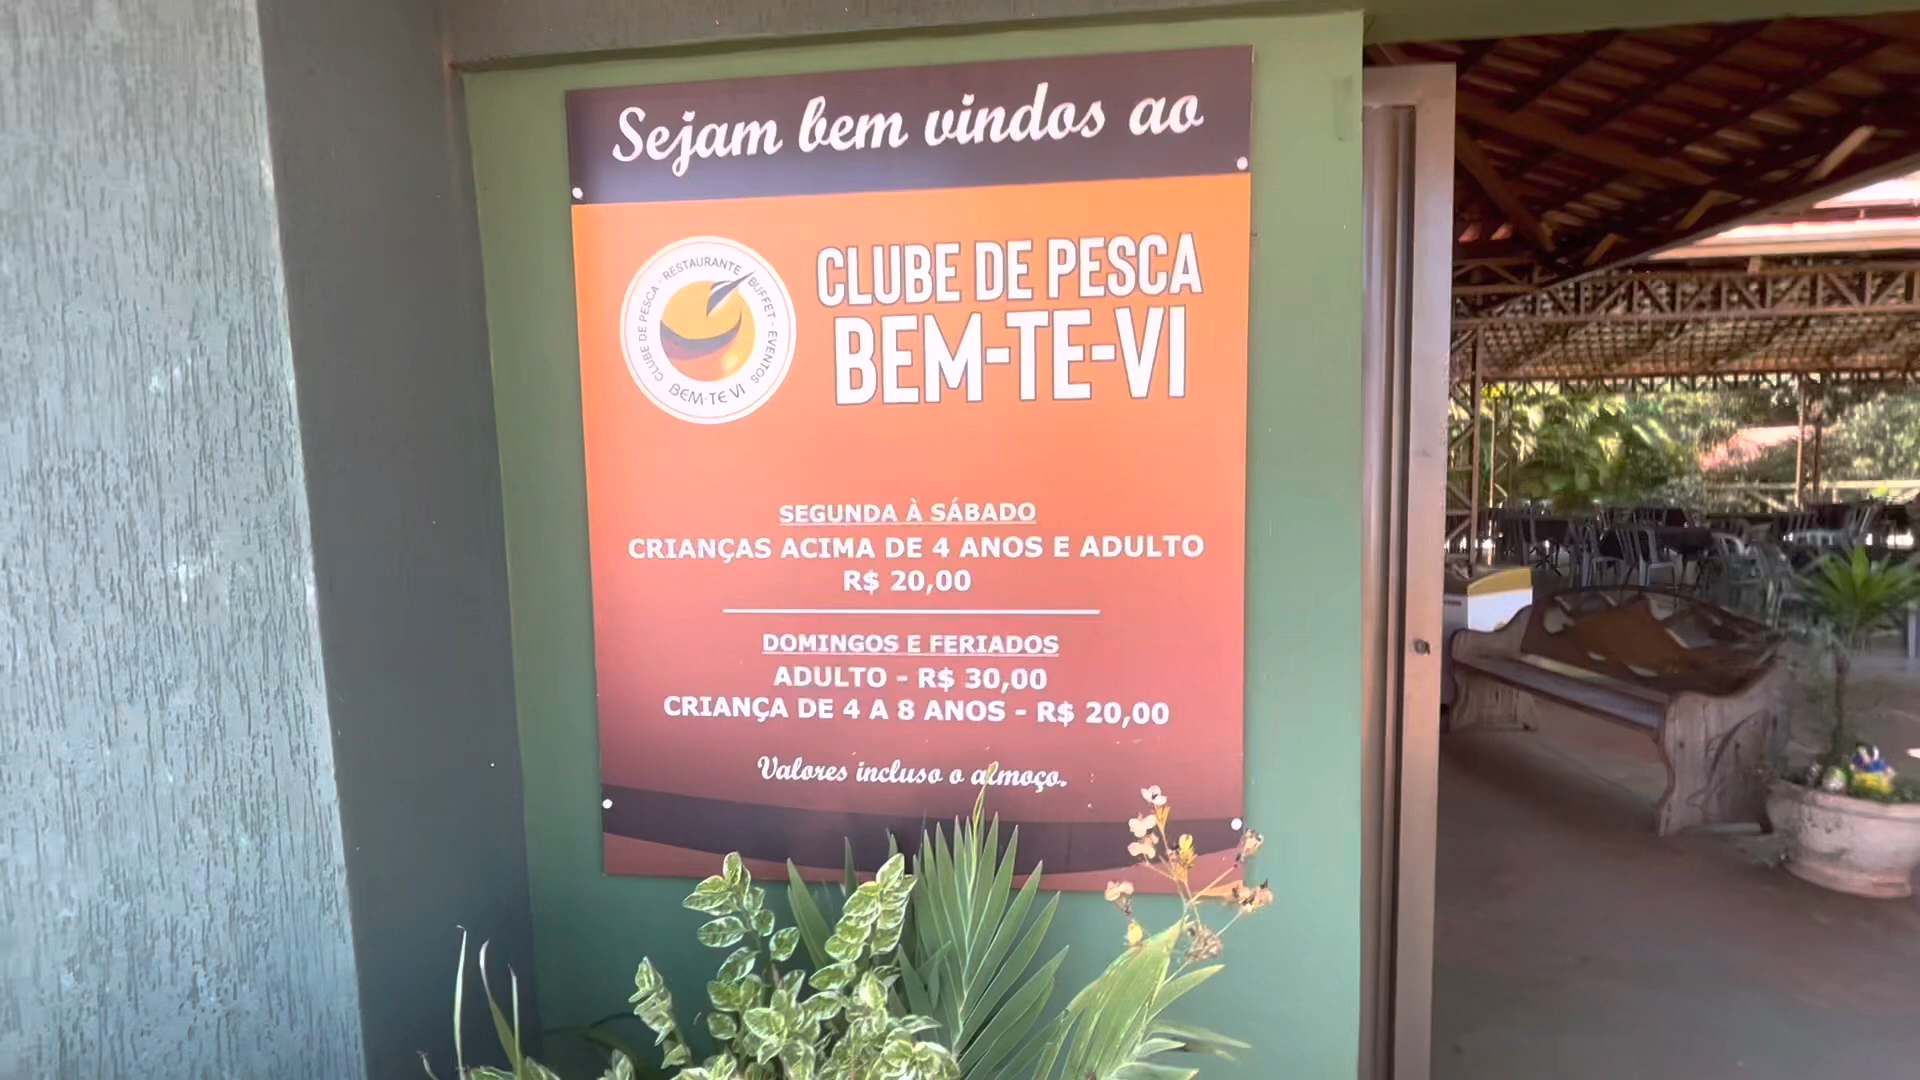 Sejam bem vindos ao
CLUBE DE PESCA - RESTAURANTE BUFFET - EVENTOS
BEM-TE-VI
CLUBE DE PESCA
BEM-TE-VI
SEGUNDA À SÁBADO
CRIANÇAS ACIMA DE 4 ANOS E ADULTO
R$ 20,00
DOMINGOS E FERIADOS
ADULTO - R$ 30,00
CRIANÇA DE 4 A 8 ANOS - R$ 20,00
Valores incluso o almoço.